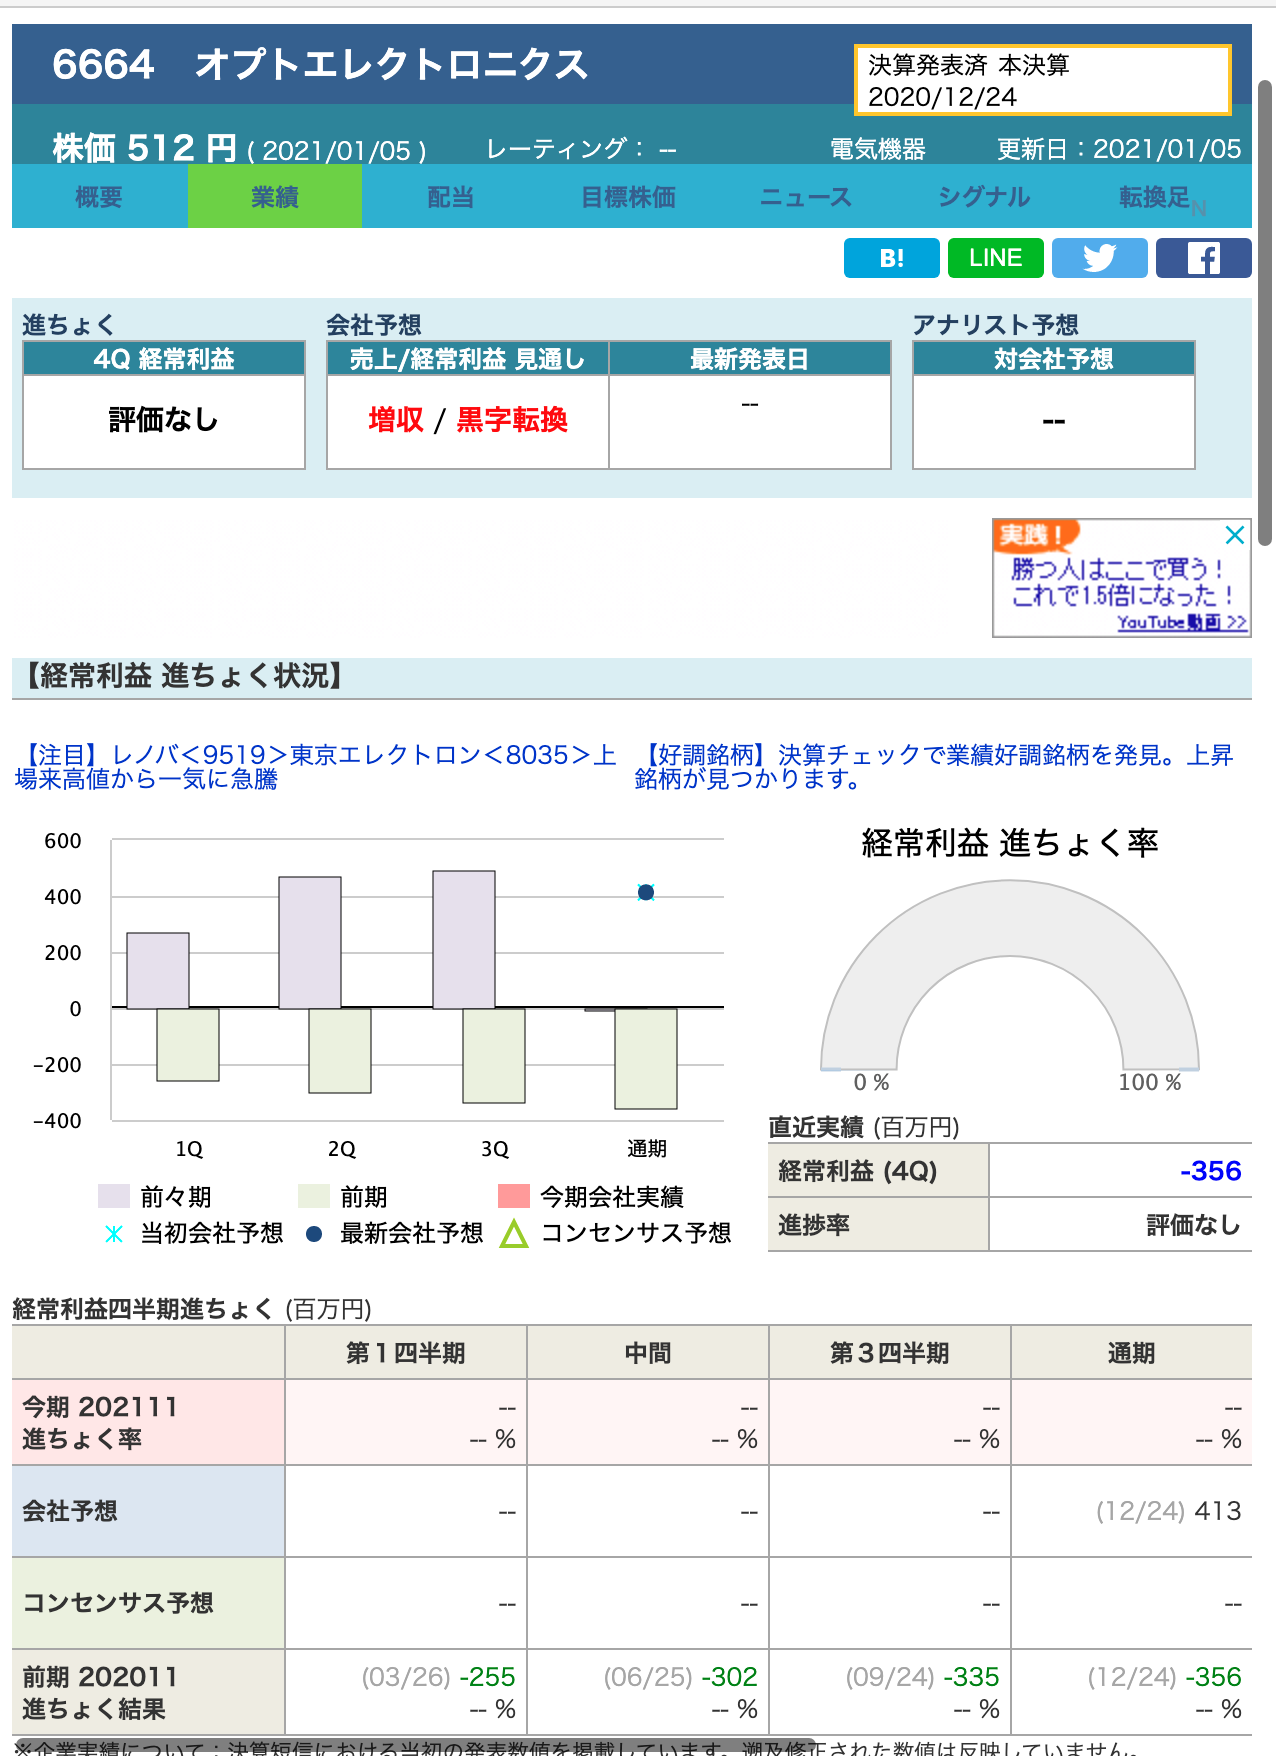 6664 オプトエレクトロニクス
決算発表済 本決算
2020/12/24
株価 512 円 ( 2021/01/05 )
レーティング： --
電気機器
更新日：2021/01/05
概要
業績
配当
目標株価
ニュース
シグナル
転換足
N
B!
LINE
進ちょく
4Q 経常利益
評価なし
会社予想
売上/経常利益 見通し
最新発表日
増収 / 黒字転換
--
アナリスト予想
対会社予想
--
実践！
勝つ人はここで買う！
これで1.5倍になった！
YouTube動画 >>
【経常利益 進ちょく状況】
【注目】レノバ＜9519＞東京エレクトロン＜8035＞上
場来高値から一気に急騰
【好調銘柄】決算チェックで業績好調銘柄を発見。上昇
銘柄が見つかります。
600
400
200
0
-200
-400
1Q
2Q
3Q
通期
前々期
前期
今期会社実績
当初会社予想
最新会社予想
コンセンサス予想
経常利益 進ちょく率
0 %
100 %
直近実績 (百万円)
経常利益 (4Q)
-356
進捗率
評価なし
経常利益四半期進ちょく (百万円)
第１四半期
中間
第３四半期
通期
今期 202111
進ちょく率
--
-- %
--
-- %
--
-- %
--
-- %
会社予想
--
--
--
(12/24) 413
コンセンサス予想
--
--
--
--
前期 202011
進ちょく結果
(03/26) -255
-- %
(06/25) -302
-- %
(09/24) -335
-- %
(12/24) -356
-- %
※企業実績について：決算短信における当初の発表数値を掲載しています。遡及修正された数値は反映していません。